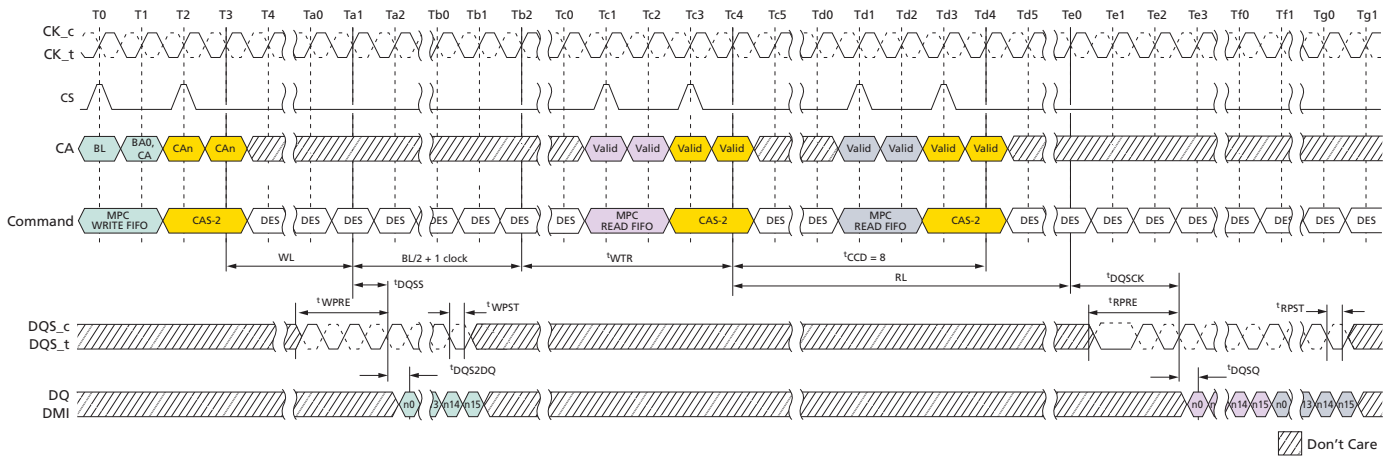 T0 T1 T2 T3 T4 Ta0 Ta1 Ta2 Tb0 Tb1 Tb2 Tc0 Tc1 Tc2 Tc3 Tc4 Tc5 Td0 Td1 Td2 Td3 Td4 Td5 Te0 Te1 Te2 Te3 Tf0 Tf1 Tg0 Tg1
CK_c
CK_t
CS
CA BL BA0, CA CAn CAn Valid Valid Valid Valid Valid Valid Valid Valid
Command MPC WRITE FIFO CAS-2 DES DES DES DES DES DES DES DES MPC READ FIFO CAS-2 DES DES MPC READ FIFO CAS-2 DES DES DES DES DES DES DES DES DES
WL BL/2 + 1 clock tWTR tCCD = 8
RL
tDQSS tDQSCK
tWPRE tWPST tRPRE tRPST
DQS_c
DQS_t
tDQS2DQ tDQSQ
DQ
DMI
n0 13 n14 n15 n0 n n14 n15 n0 13 n14 n15
Don't Care